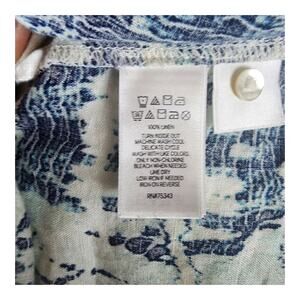 100% LINEN
TURN INSIDE OUT
MACHINE WASH COOL
DELICATE CYCLE
WASH WITH LIKE COLORS.
ONLY NON-CHLORINE
BLEACH WHEN NEEDED
LINE DRY
LOW IRON IF NEEDED
IRON ON REVERSE
RN#75343